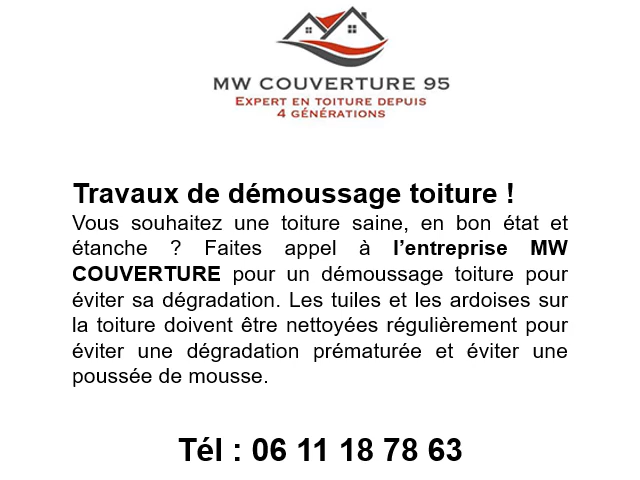 MW COUVERTURE 95
EXPERT EN TOITURE DEPUIS
4 GÉNÉRATIONS
Travaux de démoussage toiture !
Vous souhaitez une toiture saine, en bon état et
étanche ? Faites appel à l’entreprise MW
COUVERTURE pour un démoussage toiture pour
éviter sa dégradation. Les tuiles et les ardoises sur
la toiture doivent être nettoyées régulièrement pour
éviter une dégradation prématurée et éviter une
poussée de mousse.
Tél : 06 11 18 78 63